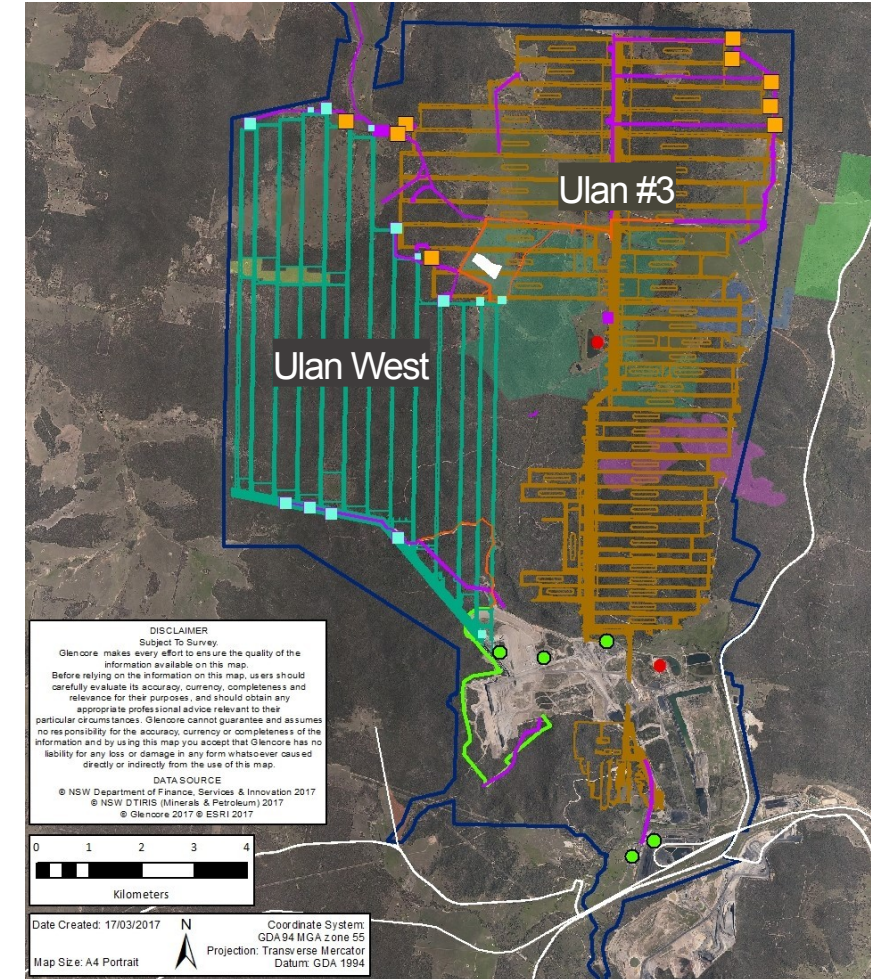 Ulan #3
Ulan West
DISCLAIMER
Subject To Survey.
Glencore makes every effort to ensure the quality of the
information available on this map.
Before relying on the information on this map, users should
carefully evaluate its accuracy, currency, completeness and
relevance for their purposes, and should obtain any
appropriate professional advice relevant to their
particular circumstances. Glencore cannot guarantee and assumes
no responsibility for the accuracy, currency or completeness of the
information and by using this map you accept that Glencore has no
liability for any loss or damage in any form whatsoever caused
directly or indirectly from the use of this map.
DATA SOURCE
© NSW Department of Finance, Services & Innovation 2017
© NSW DTIRIS (Minerals & Petroleum) 2017
© Glencore 2017 © ESRI 2017
0 1 2 3 4
Kilometers
Date Created: 17/03/2017
Map Size: A4 Portrait
N
Coordinate System:
GDA94 MGA zone 55
Projection: Transverse Mercator
Datum: GDA 1994